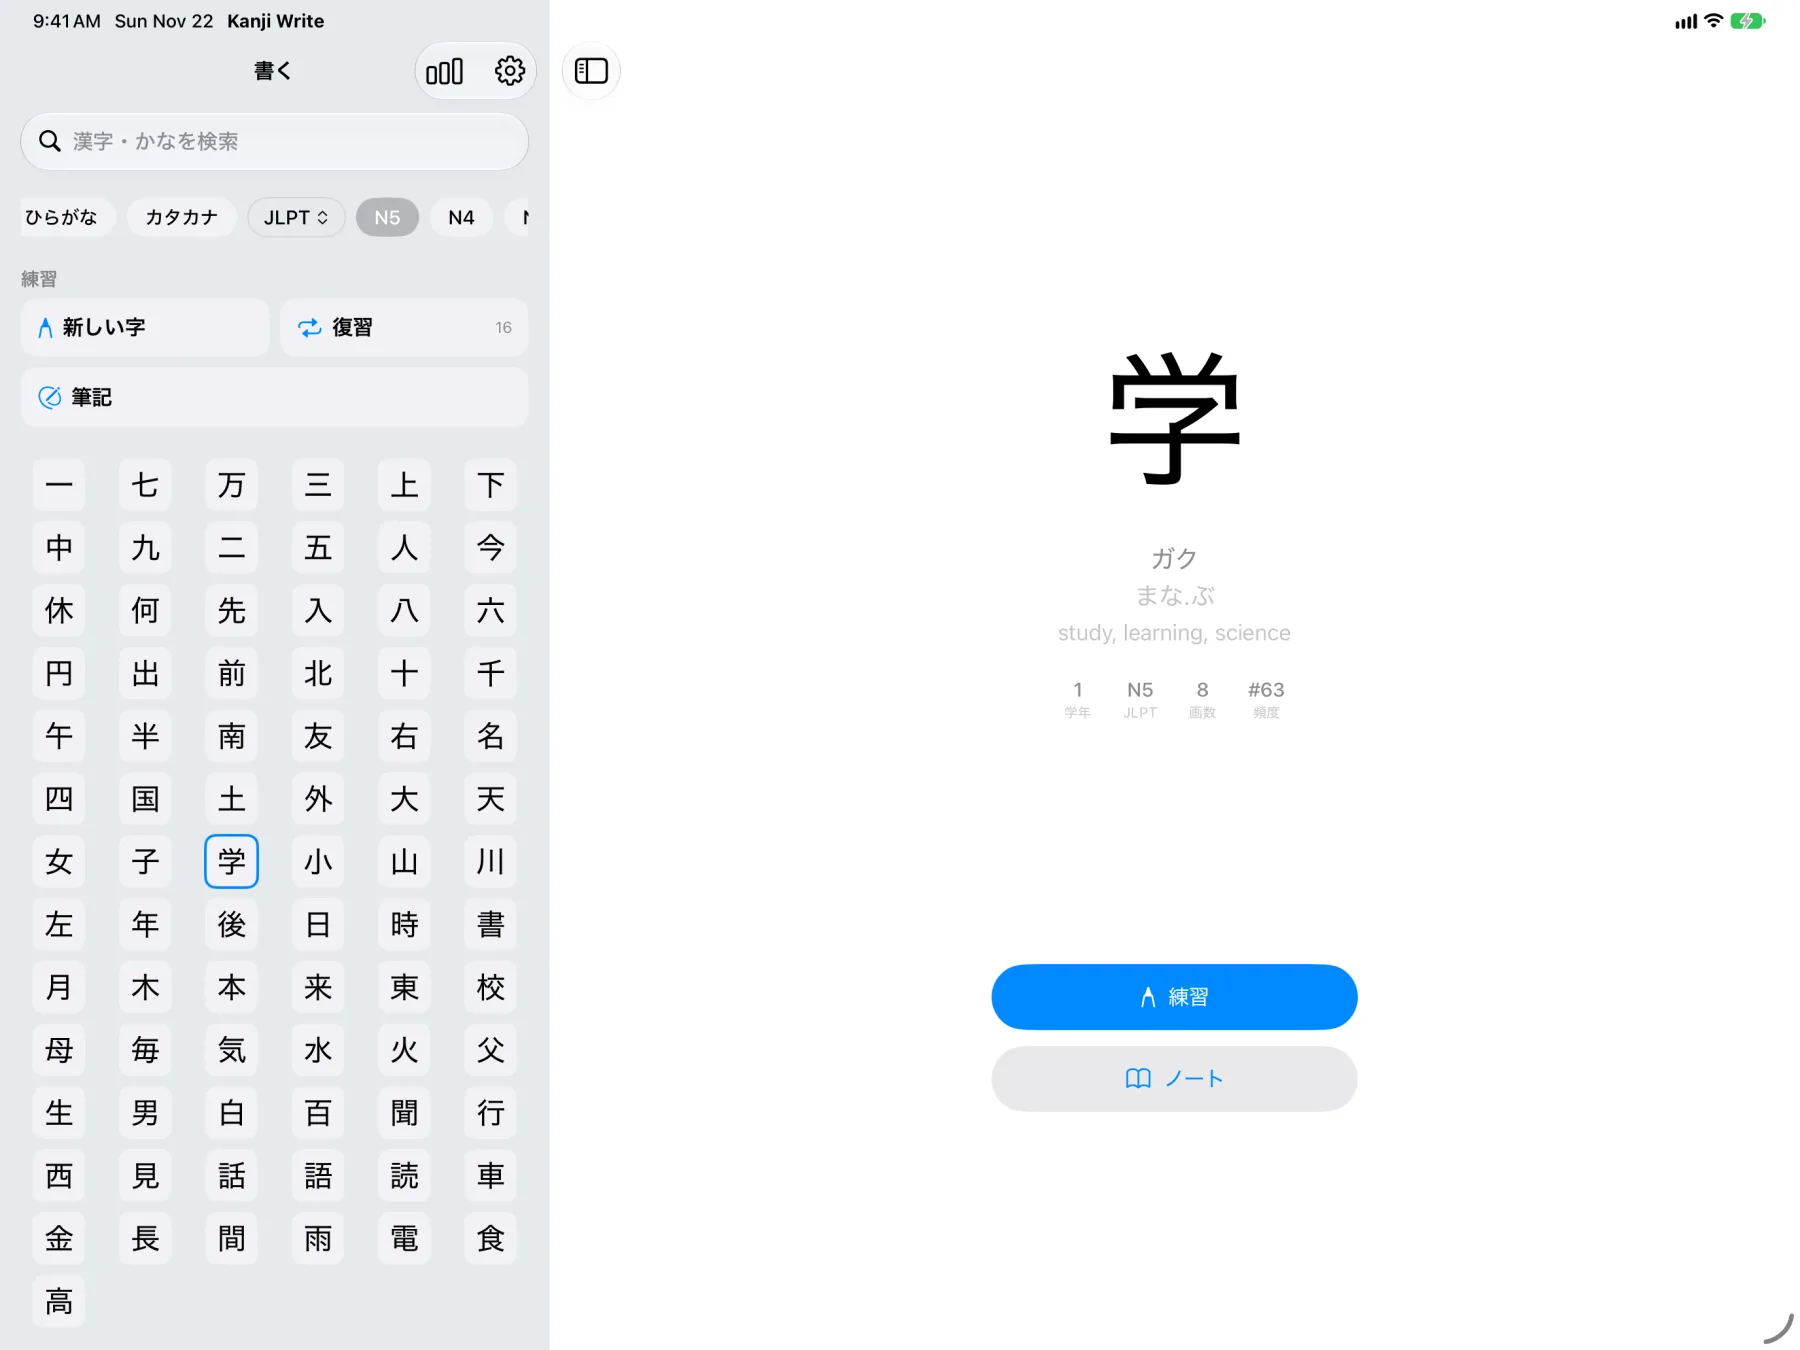 9:41 AM Sun Nov 22 Kanji Write
書く
漢字・かなを検索
ひらがな カタカナ JLPT N5 N4
練習
新しい字 復習 16
筆記
一 七 万 三 上 下
中 九 二 五 人 今
休 何 先 入 八 六
円 出 前 北 十 千
午 半 南 友 右 名
四 国 土 外 大 天
女 子 学 小 山 川
左 年 後 日 時 書
月 木 本 来 東 校
母 毎 気 水 火 父
生 男 白 百 聞 行
西 見 話 語 読 車
金 長 間 雨 電 食
高
学
ガク
まな.ぶ
study, learning, science
1 N5 8 #63
学年 JLPT 画数 頻度
練習
ノート